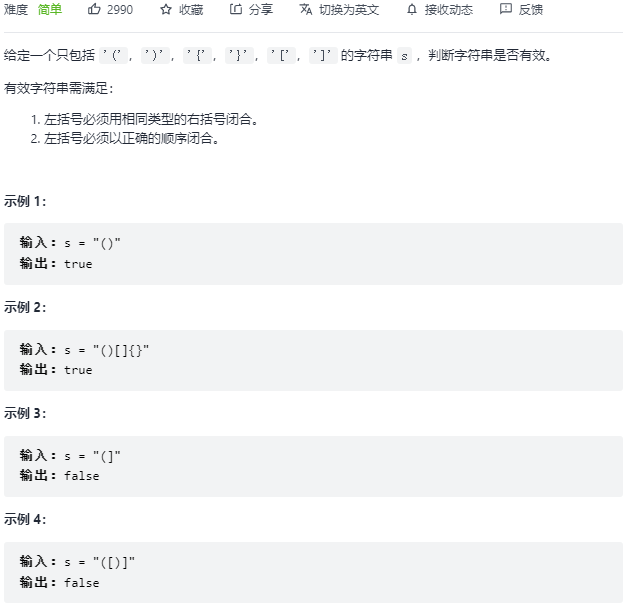 难度 简单 2990 收藏 分享 切换为英文 接收动态 反馈
给定一个只包括 '(', ')', '{', '}', '[', ']' 的字符串 s ，判断字符串是否有效。
有效字符串需满足：
1. 左括号必须用相同类型的右括号闭合。
2. 左括号必须以正确的顺序闭合。
示例 1：
输入：s = "()"
输出：true
示例 2：
输入：s = "()[]{}"
输出：true
示例 3：
输入：s = "(]"
输出：false
示例 4：
输入：s = "([)]"
输出：false